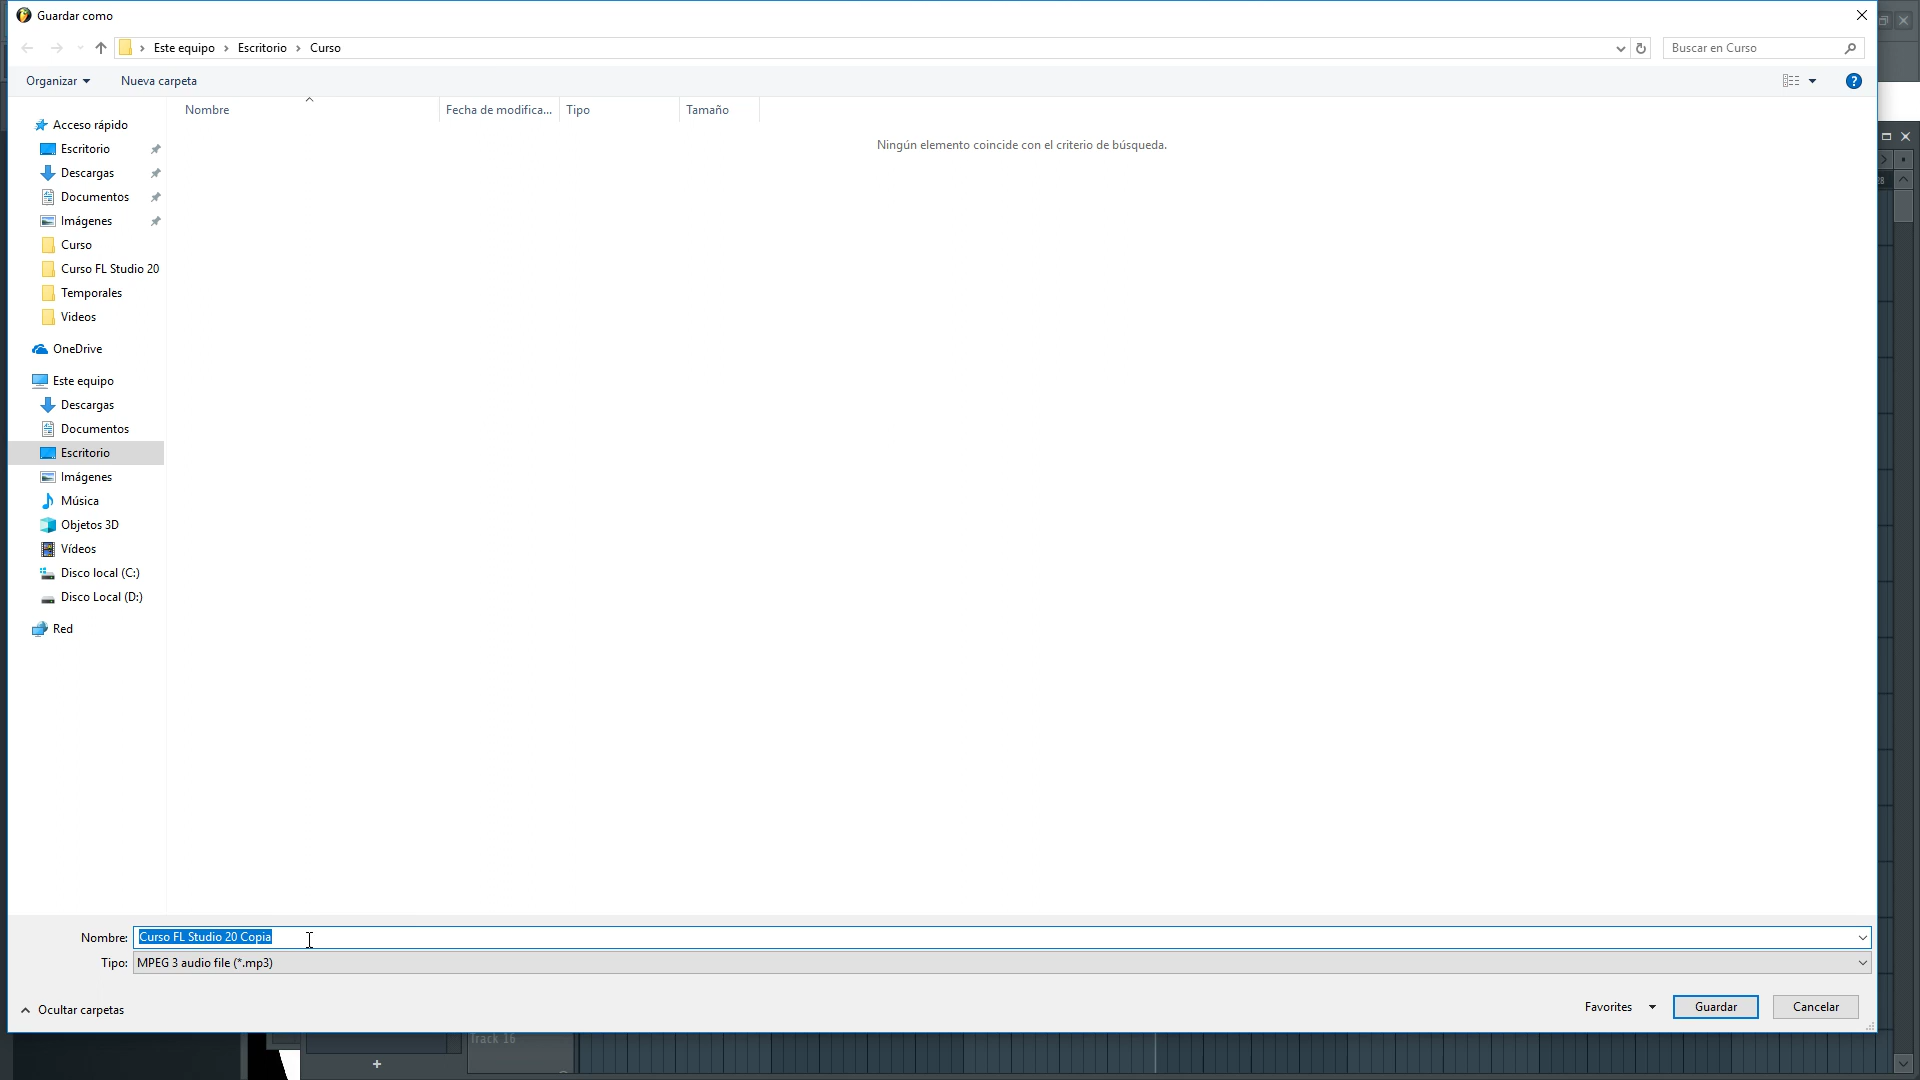 Guardar como
Este equipo > Escritorio > Curso
Buscar en Curso
Organizar
Nueva carpeta
?
Nombre
Fecha de modifica...
Tipo
Tamaño
Ningún elemento coincide con el criterio de búsqueda.
Acceso rápido
Escritorio
Descargas
Documentos
Imágenes
Curso
Curso FL Studio 20
Temporales
Videos
OneDrive
Este equipo
Descargas
Documentos
Escritorio
Imágenes
Música
Objetos 3D
Vídeos
Disco local (C:)
Disco Local (D:)
Red
Nombre: Curso FL Studio 20 Copia
Tipo: MPEG 3 audio file (*.mp3)
Ocultar carpetas
Favorites
Guardar
Cancelar
Track 16